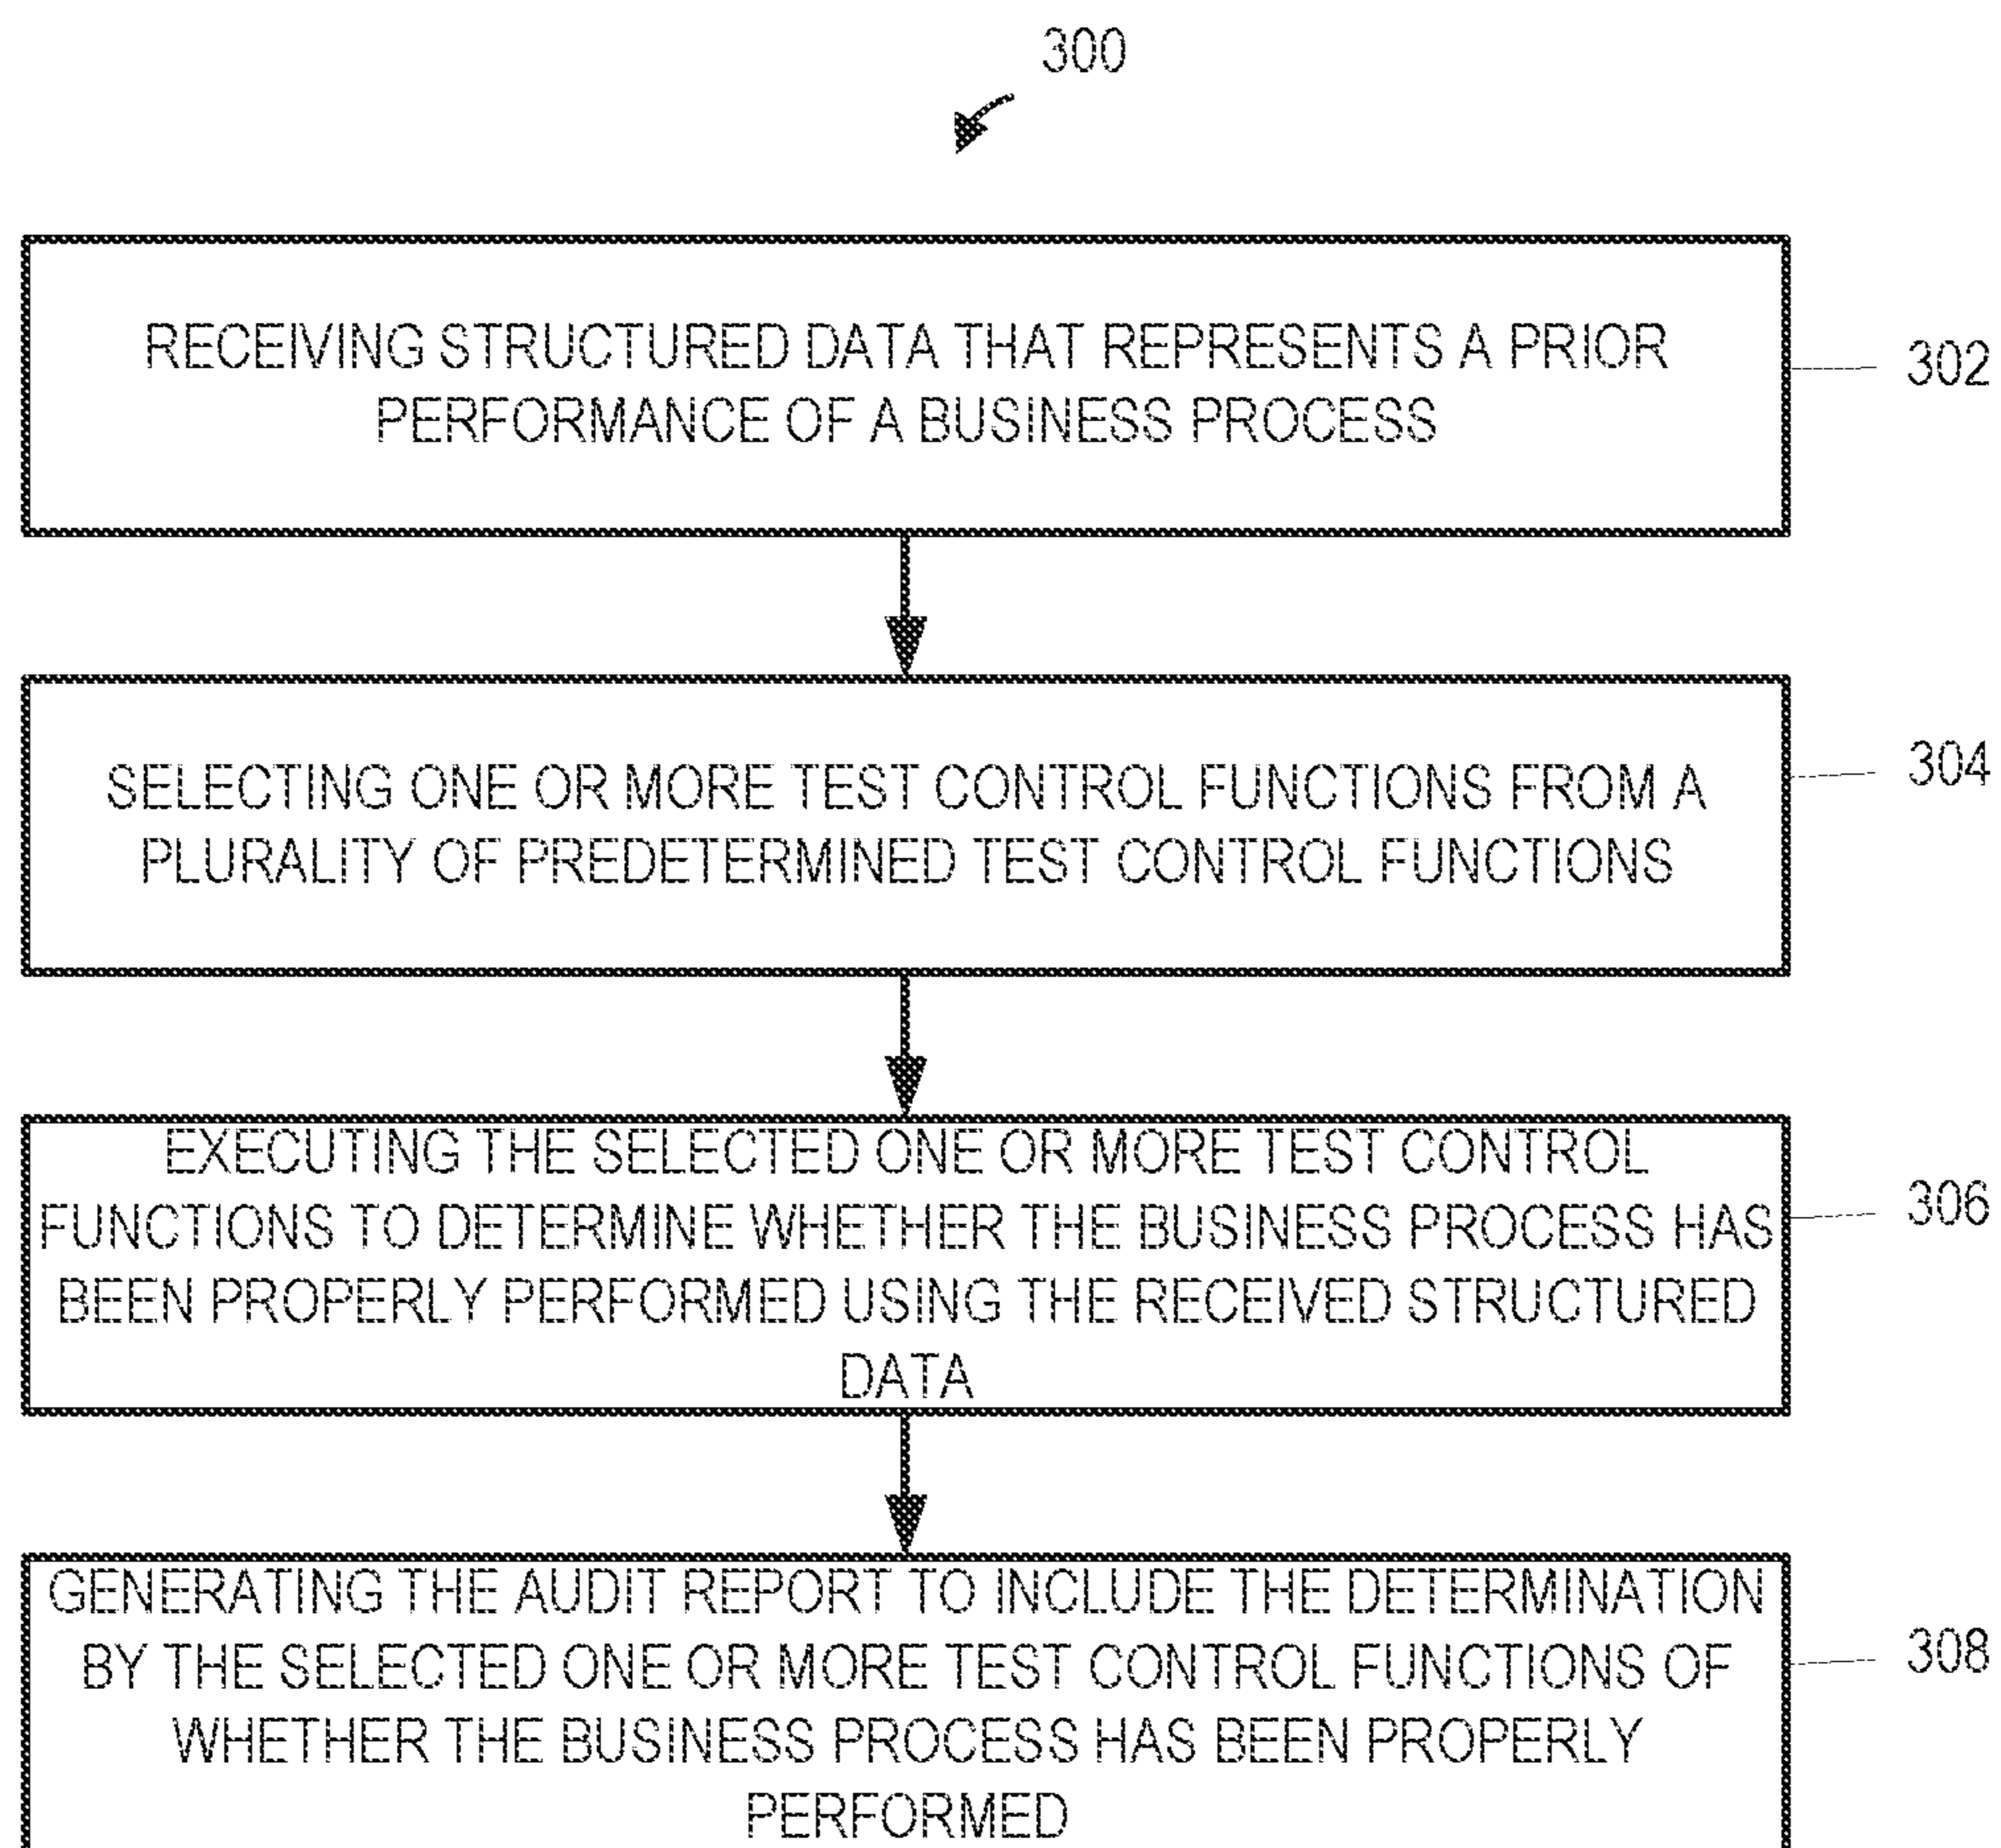 300
RECEIVING STRUCTURED DATA THAT REPRESENTS A PRIOR
PERFORMANCE OF A BUSINESS PROCESS
302
SELECTING ONE OR MORE TEST CONTROL FUNCTIONS FROM A
PLURALITY OF PREDETERMINED TEST CONTROL FUNCTIONS
304
EXECUTING THE SELECTED ONE OR MORE TEST CONTROL
FUNCTIONS TO DETERMINE WHETHER THE BUSINESS PROCESS HAS
BEEN PROPERLY PERFORMED USING THE RECEIVED STRUCTURED
DATA
306
GENERATING THE AUDIT REPORT TO INCLUDE THE DETERMINATION
BY THE SELECTED ONE OR MORE TEST CONTROL FUNCTIONS OF
WHETHER THE BUSINESS PROCESS HAS BEEN PROPERLY
PERFORMED
308